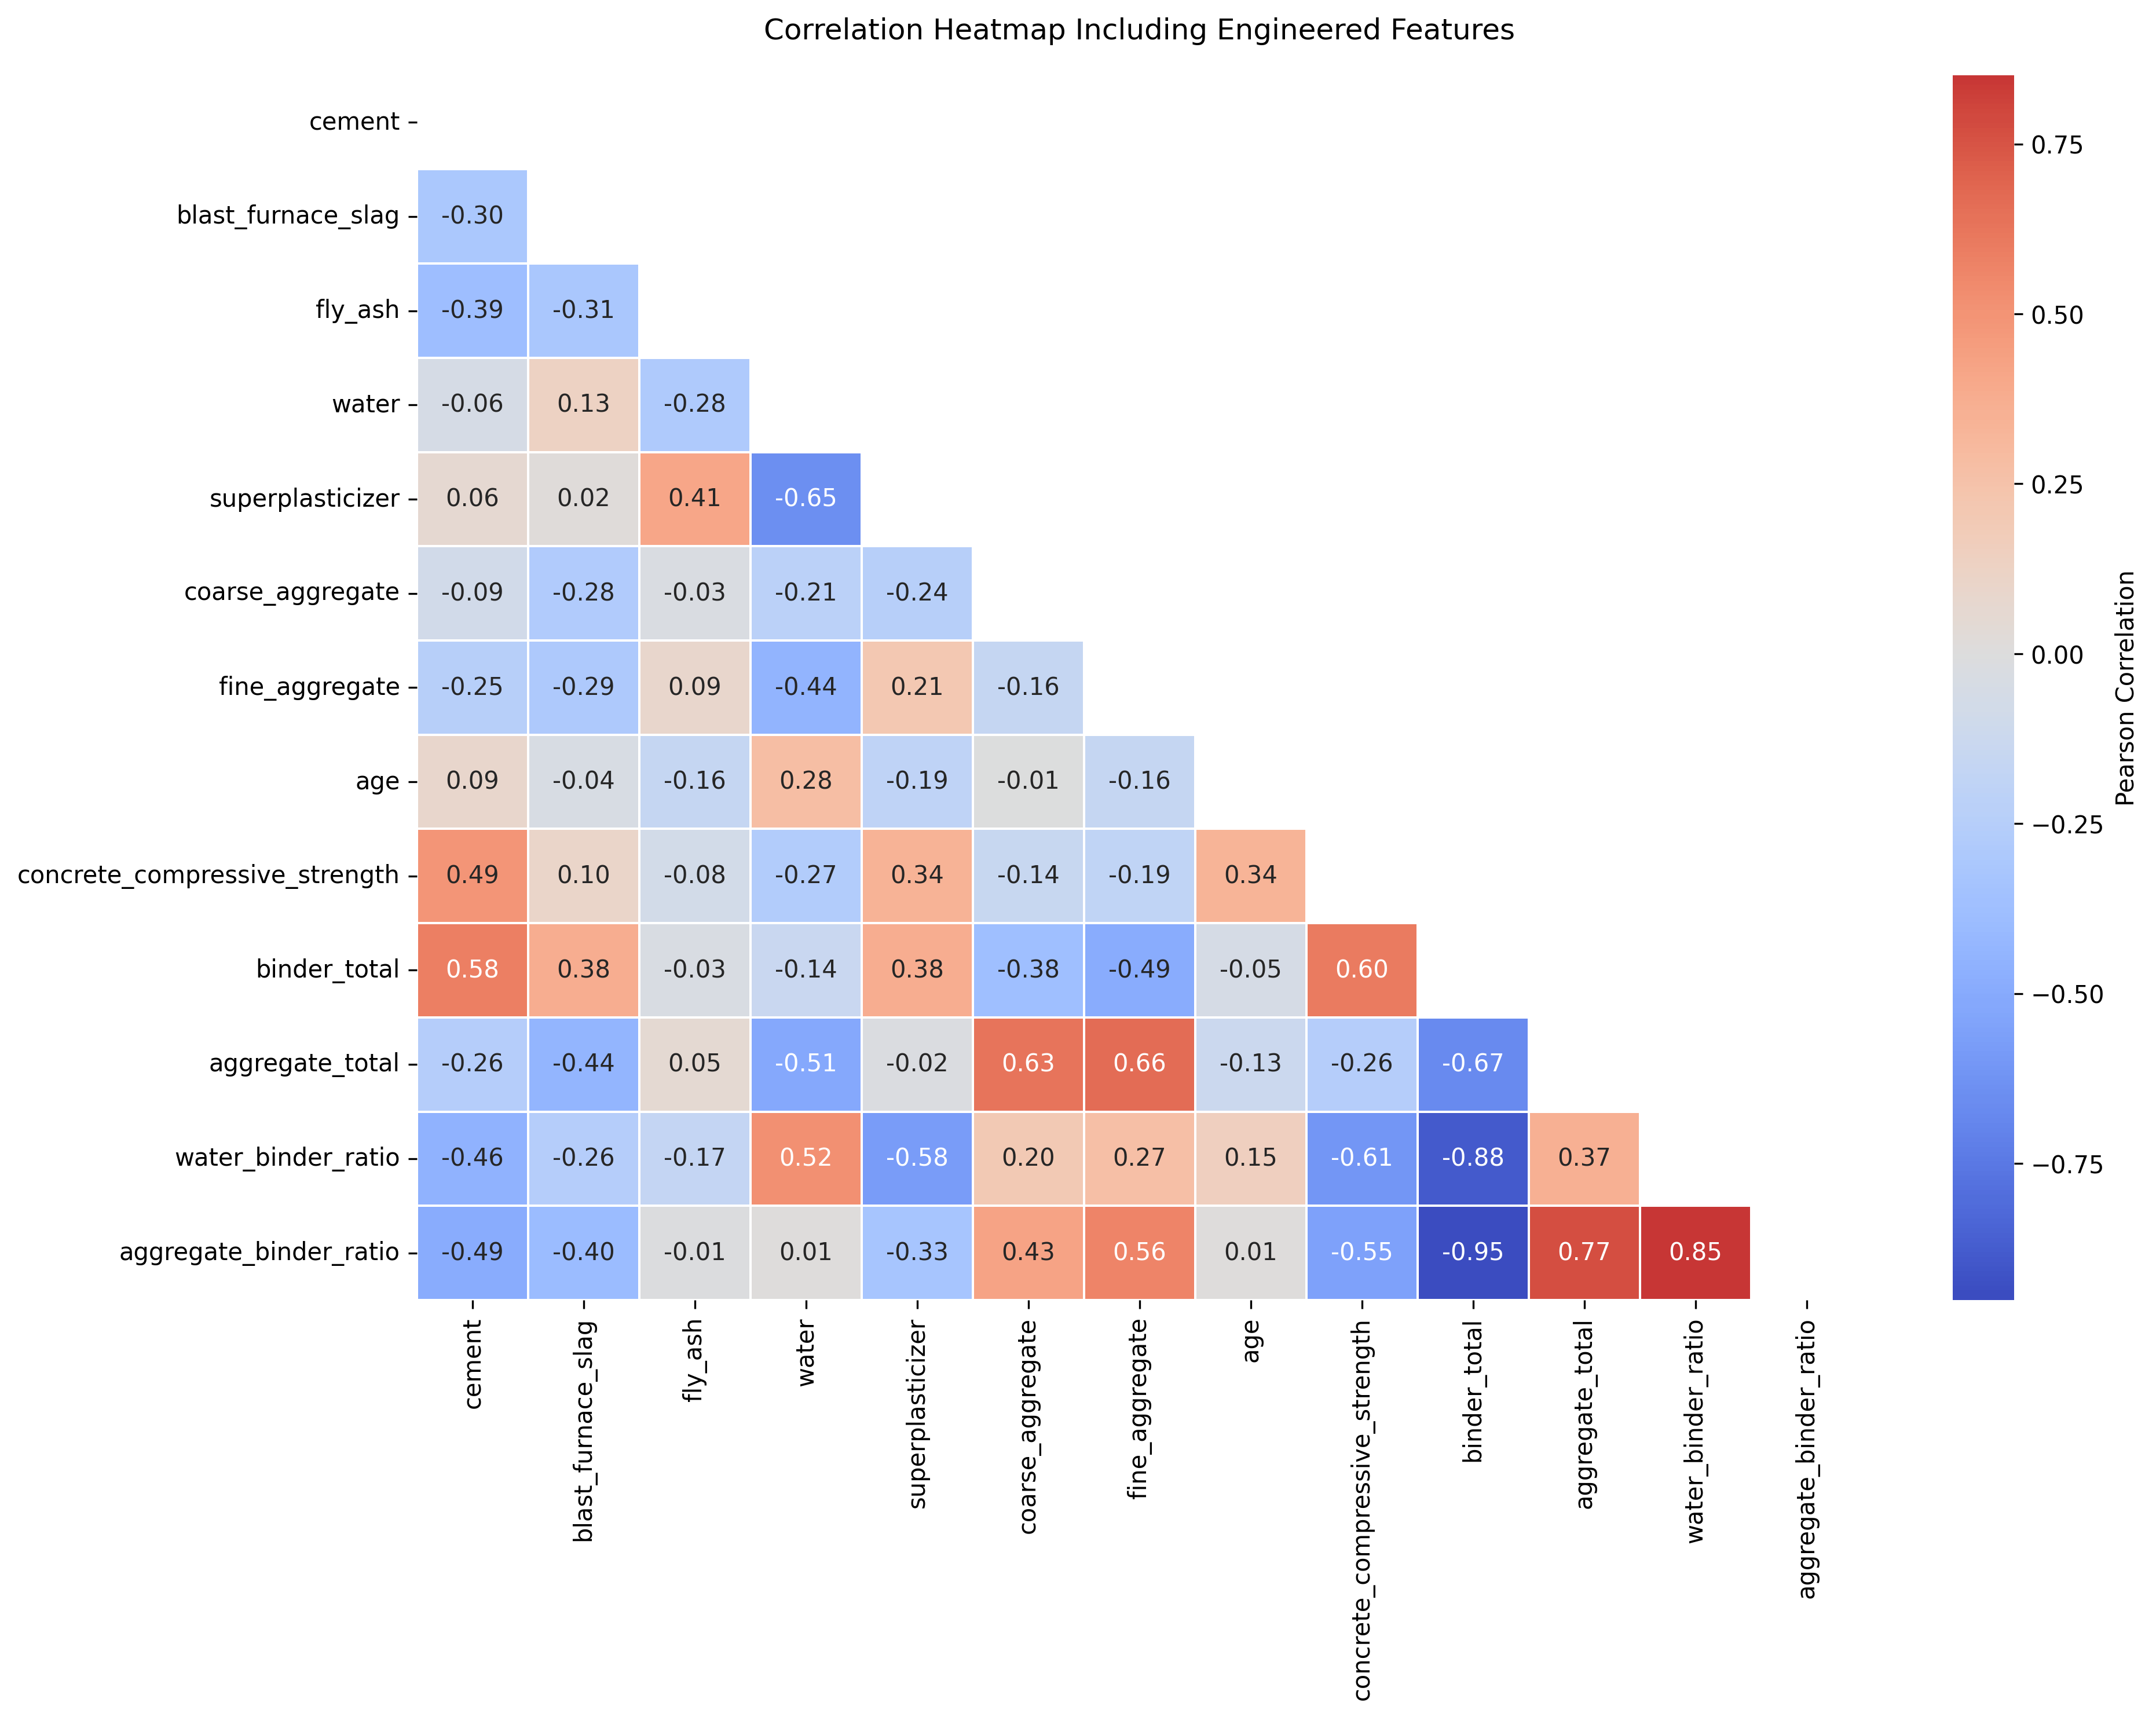 Correlation Heatmap Including Engineered Features
cement
blast_furnace_slag -0.30
fly_ash -0.39 -0.31
water -0.06 0.13 -0.28
superplasticizer 0.06 0.02 0.41 -0.65
coarse_aggregate -0.09 -0.28 -0.03 -0.21 -0.24
fine_aggregate -0.25 -0.29 0.09 -0.44 0.21 -0.16
age 0.09 -0.04 -0.16 0.28 -0.19 -0.01 -0.16
concrete_compressive_strength 0.49 0.10 -0.08 -0.27 0.34 -0.14 -0.19 0.34
binder_total 0.58 0.38 -0.03 -0.14 0.38 -0.38 -0.49 -0.05 0.60
aggregate_total -0.26 -0.44 0.05 -0.51 -0.02 0.63 0.66 -0.13 -0.26 -0.67
water_binder_ratio -0.46 -0.26 -0.17 0.52 -0.58 0.20 0.27 0.15 -0.61 -0.88 0.37
aggregate_binder_ratio -0.49 -0.40 -0.01 0.01 -0.33 0.43 0.56 0.01 -0.55 -0.95 0.77 0.85
cement
blast_furnace_slag
fly_ash
water
superplasticizer
coarse_aggregate
fine_aggregate
age
concrete_compressive_strength
binder_total
aggregate_total
water_binder_ratio
aggregate_binder_ratio
0.75
0.50
0.25
0.00
−0.25
−0.50
−0.75
Pearson Correlation